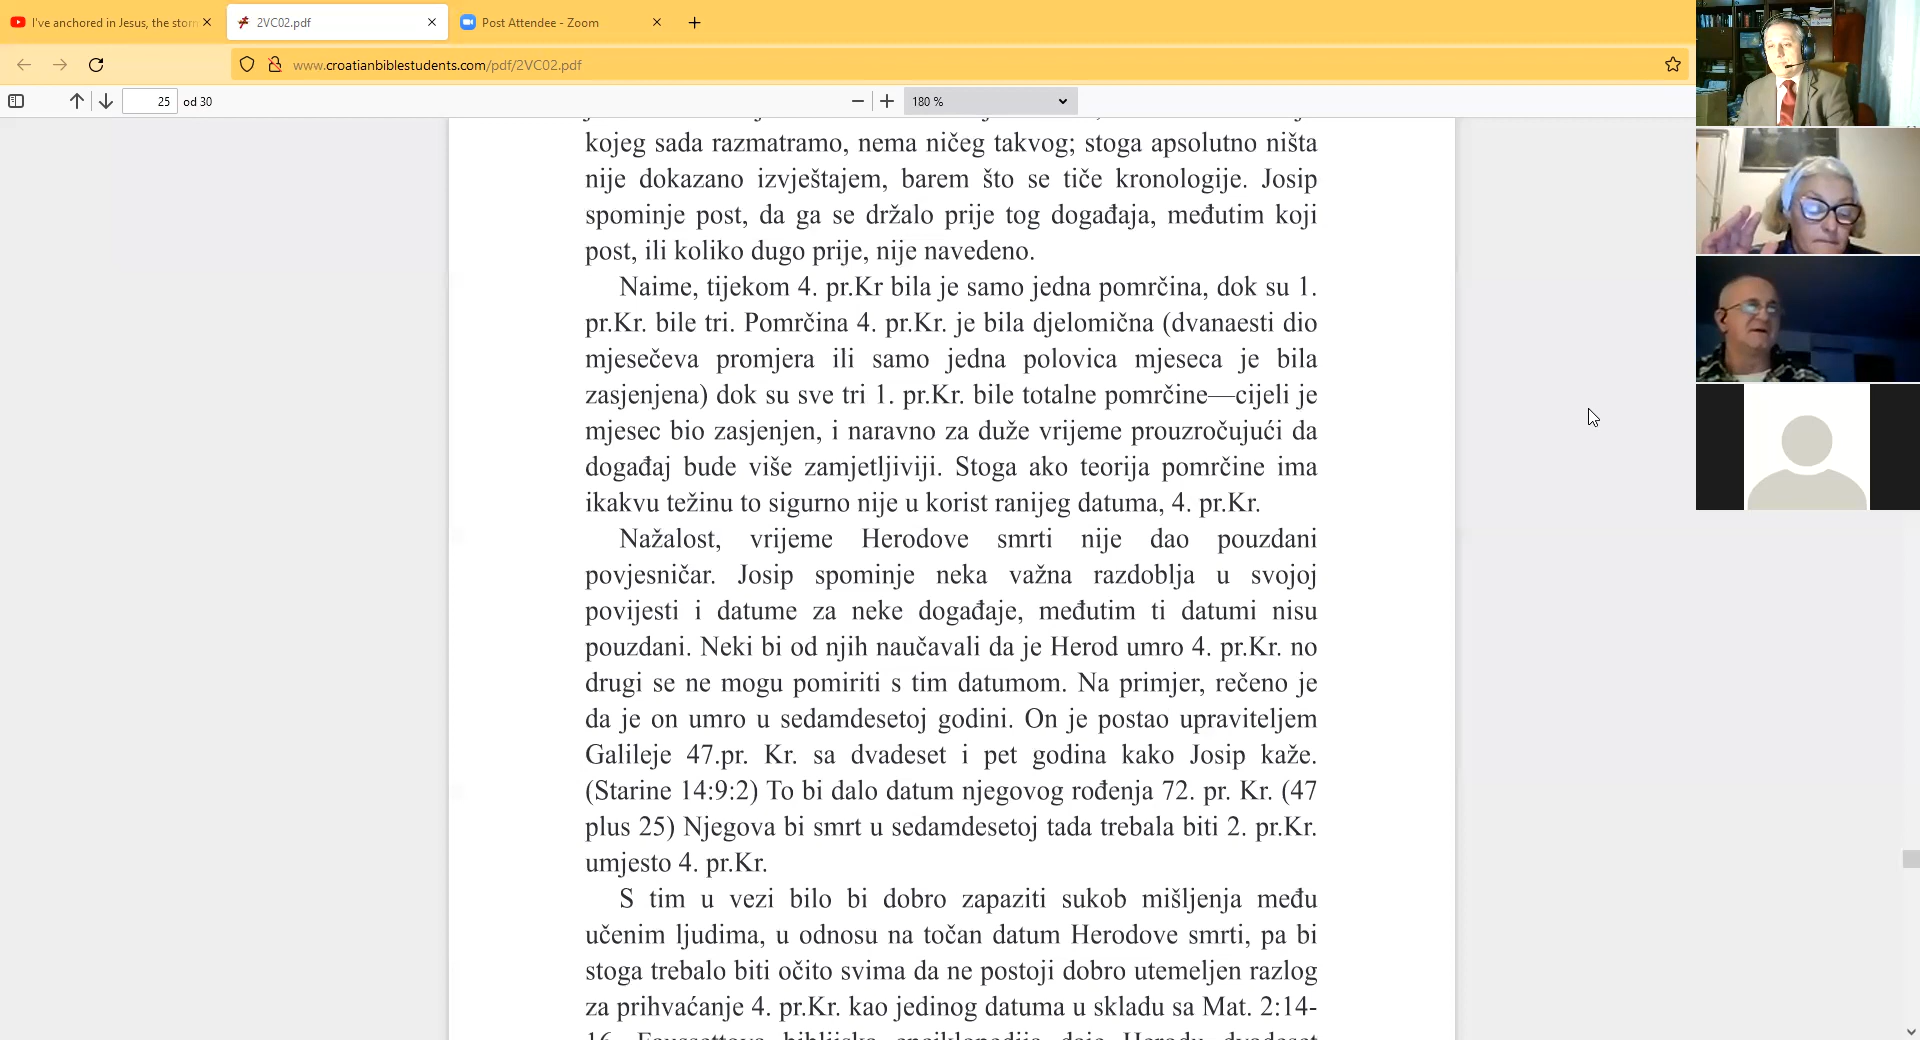 I've anchored in Jesus, the storn
2VC02.pdf
Post Attendee - Zoom
www.croatianbiblestudents.com/pdf/2VC02.pdf
25 od 30
180 %
kojeg sada razmatramo, nema ničeg takvog; stoga apsolutno ništa
nije dokazano izvještajem, barem što se tiče kronologije. Josip
spominje post, da ga se držalo prije tog događaja, međutim koji
post, ili koliko dugo prije, nije navedeno.
Naime, tijekom 4. pr.Kr bila je samo jedna pomrčina, dok su 1.
pr.Kr. bile tri. Pomrčina 4. pr.Kr. je bila djelomična (dvanaesti dio
mjesečeva promjera ili samo jedna polovica mjeseca je bila
zasjenjena) dok su sve tri 1. pr.Kr. bile totalne pomrčine—cijeli je
mjesec bio zasjenjen, i naravno za duže vrijeme prouzročujući da
događaj bude više zamjetljiviji. Stoga ako teorija pomrčine ima
ikakvu težinu to sigurno nije u korist ranijeg datuma, 4. pr.Kr.
Nažalost, vrijeme Herodove smrti nije dao pouzdani
povjesničar. Josip spominje neka važna razdoblja u svojoj
povijesti i datume za neke događaje, međutim ti datumi nisu
pouzdani. Neki bi od njih naučavali da je Herod umro 4. pr.Kr. no
drugi se ne mogu pomiriti s tim datumom. Na primjer, rečeno je
da je on umro u sedamdesetoj godini. On je postao upraviteljem
Galileje 47.pr. Kr. sa dvadeset i pet godina kako Josip kaže.
(Starine 14:9:2) To bi dalo datum njegovog rođenja 72. pr. Kr. (47
plus 25) Njegova bi smrt u sedamdesetoj tada trebala biti 2. pr.Kr.
umjesto 4. pr.Kr.
S tim u vezi bilo bi dobro zapaziti sukob mišljenja među
učenim ljudima, u odnosu na točan datum Herodove smrti, pa bi
stoga trebalo biti očito svima da ne postoji dobro utemeljen razlog
za prihvaćanje 4. pr.Kr. kao jedinog datuma u skladu sa Mat. 2:14-